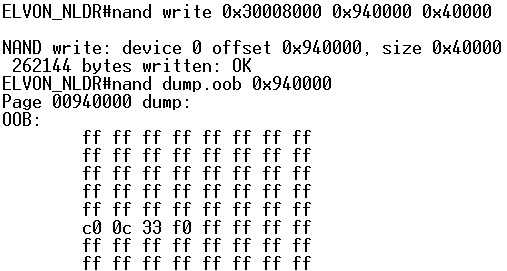 ELVON_NLDR#nand write 0x30008000 0x940000 0x40000
NAND write: device 0 offset 0x940000, size 0x40000
262144 bytes written: OK
ELVON_NLDR#nand dump.oob 0x940000
Page 00940000 dump:
OOB:
ff ff ff ff ff ff ff ff
ff ff ff ff ff ff ff ff
ff ff ff ff ff ff ff ff
ff ff ff ff ff ff ff ff
ff ff ff ff ff ff ff ff
c0 0c 33 f0 ff ff ff ff
ff ff ff ff ff ff ff ff
ff ff ff ff ff ff ff ff